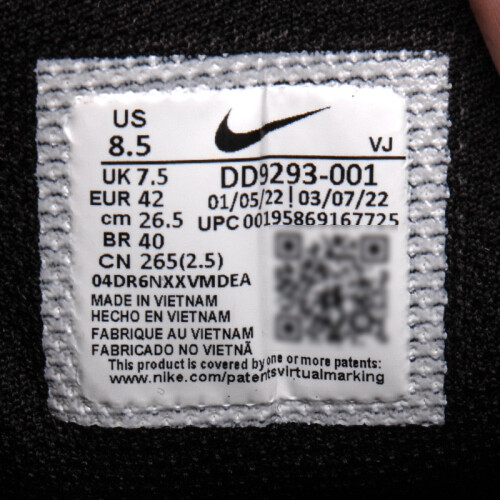 US
8.5
VJ
UK 7.5
DD9293-001
EUR 42
01/05/22 | 03/07/22
cm 26.5
UPC 00195869167725
BR 40
CN 265(2.5)
04DR6NXXVMDEA
MADE IN VIETNAM
HECHO EN VIETNAM
FABRIQUE AU VIETNAM
FABRICADO NO VIETNÃ
This product is covered by one or more patents:
www.nike.com/patentsvirtualmarking